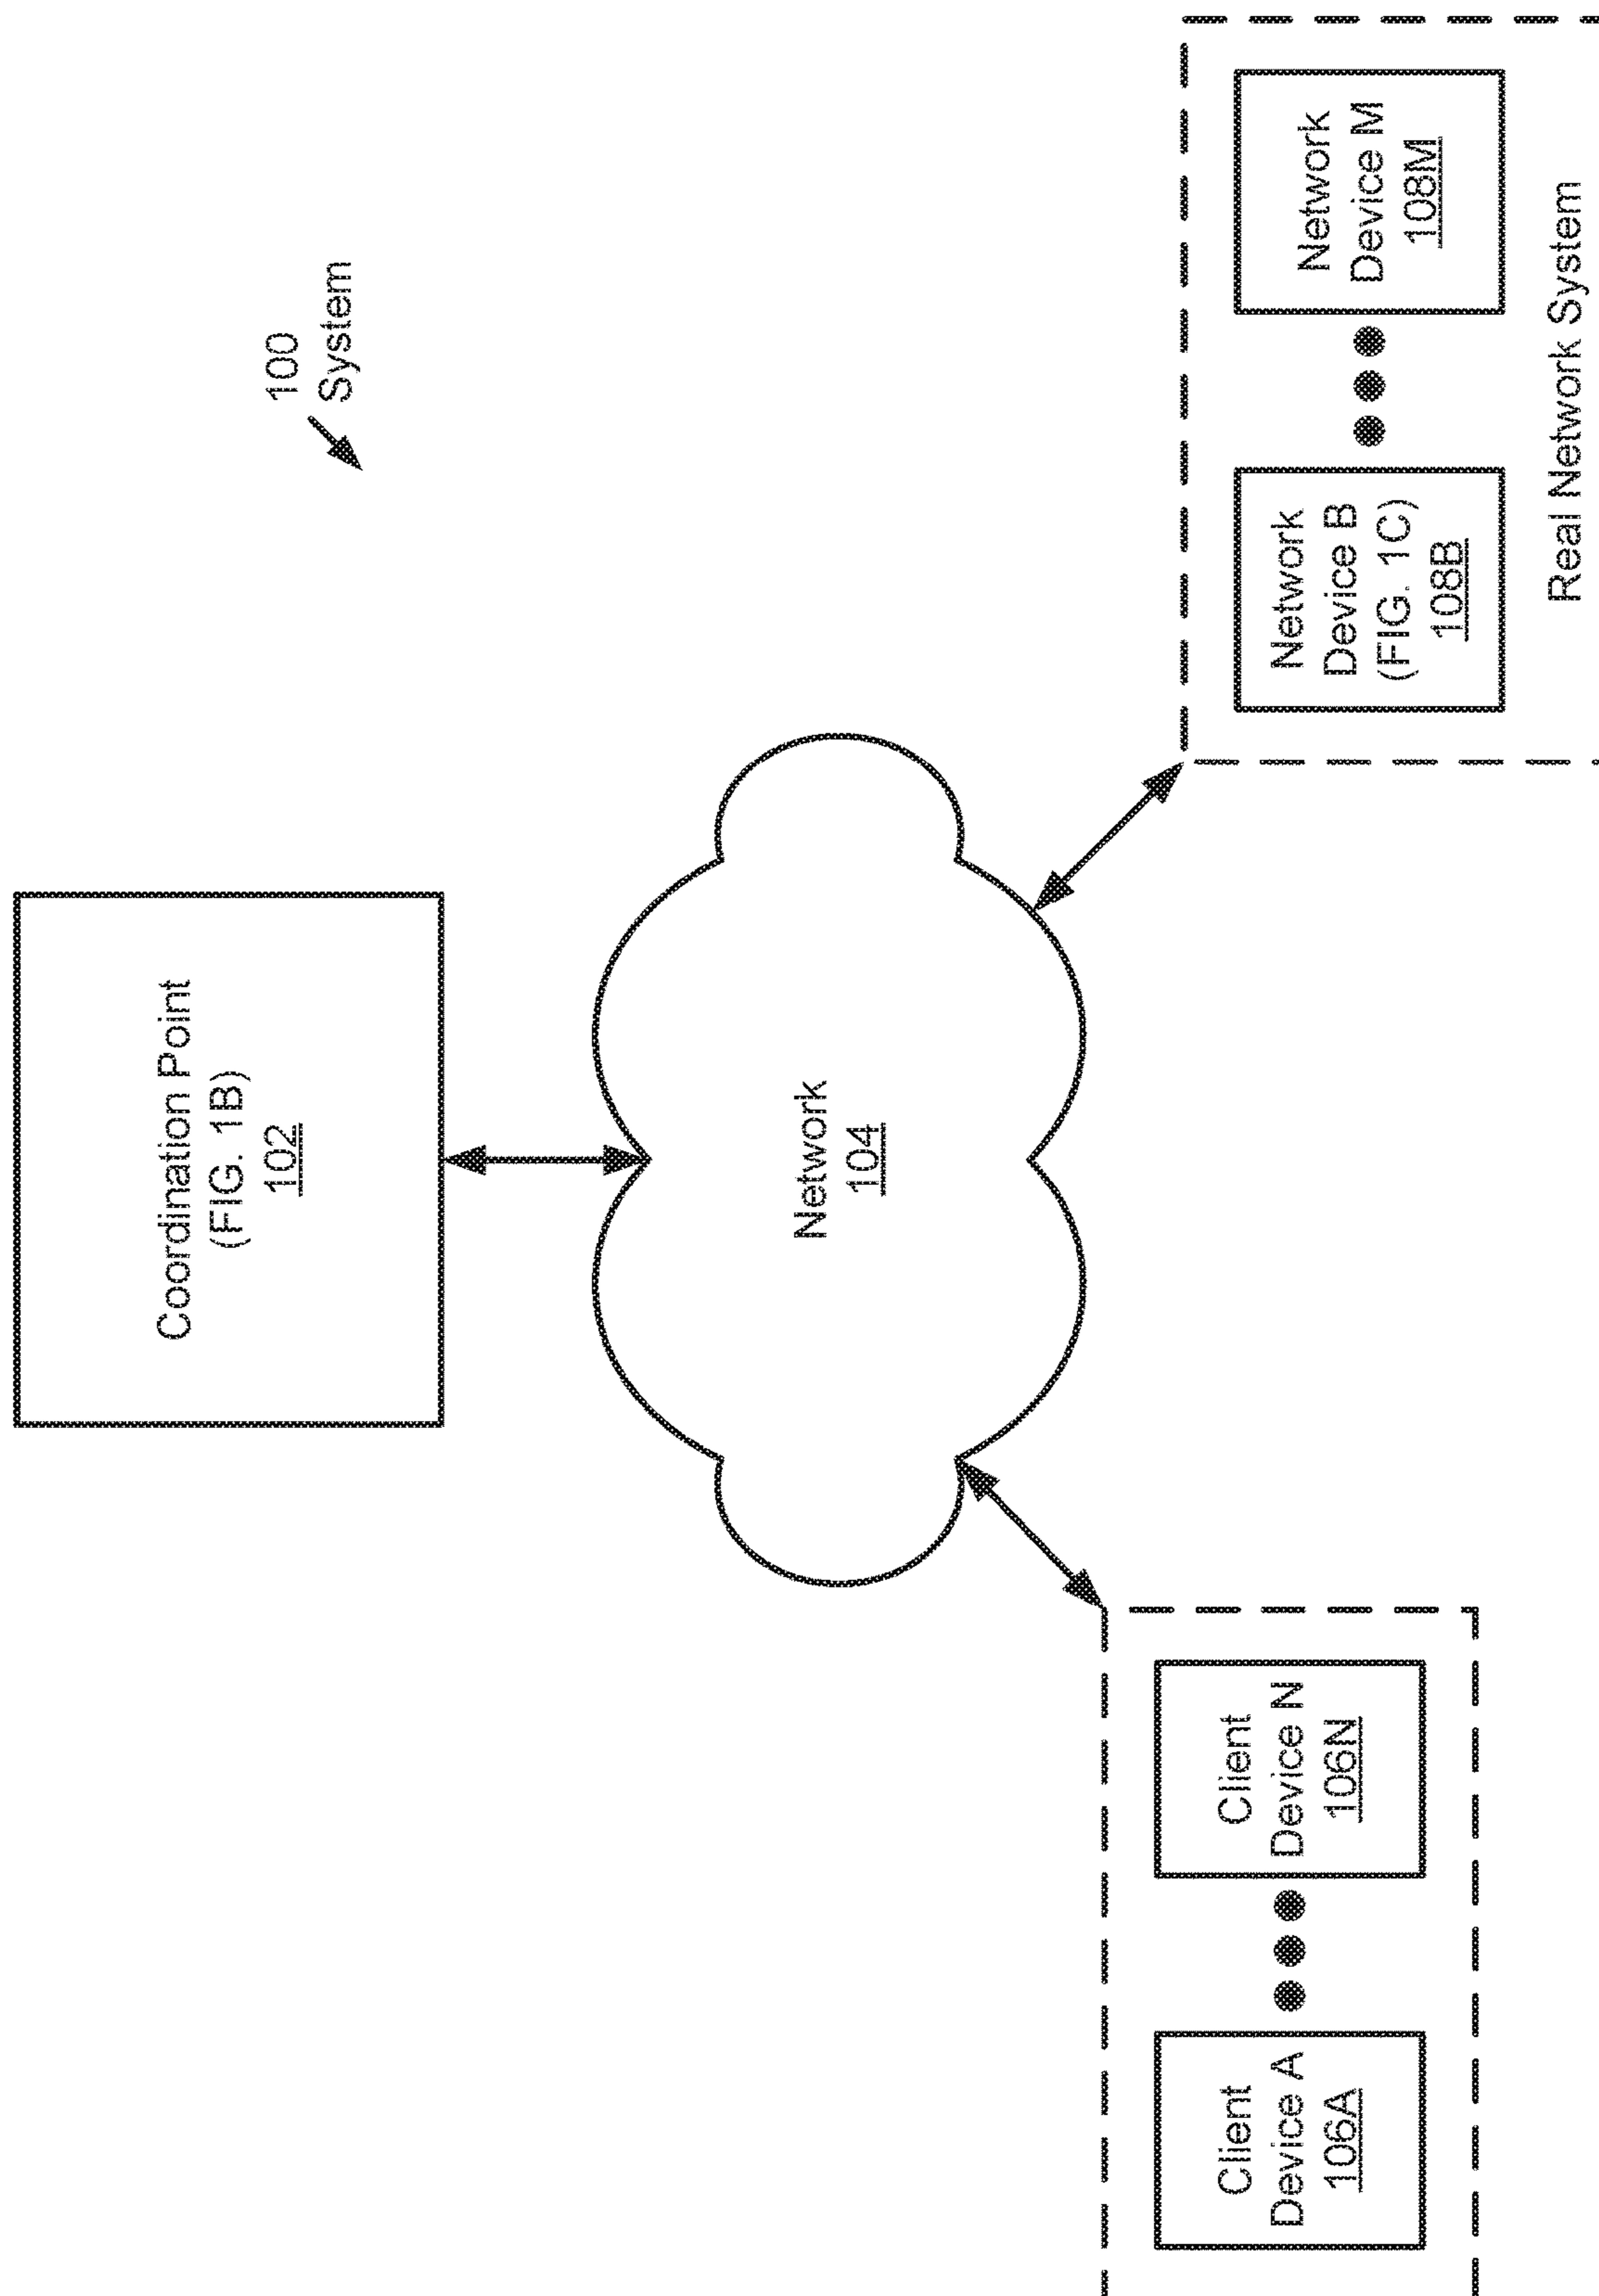 100
System
Coordination Point
(FIG. 1B)
102
Network
104
Client
Device A
106A
Client
Device N
106N
Network
Device B
(FIG. 1C)
108B
Network
Device M
108M
Real Network System